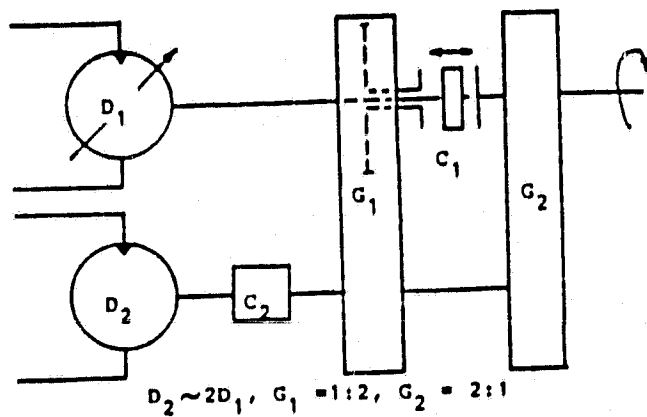 D₁
G₁
C₁
G₂
D₂
C₂
D₂ ~ 2D₁, G₁ = 1:2, G₂ = 2:1